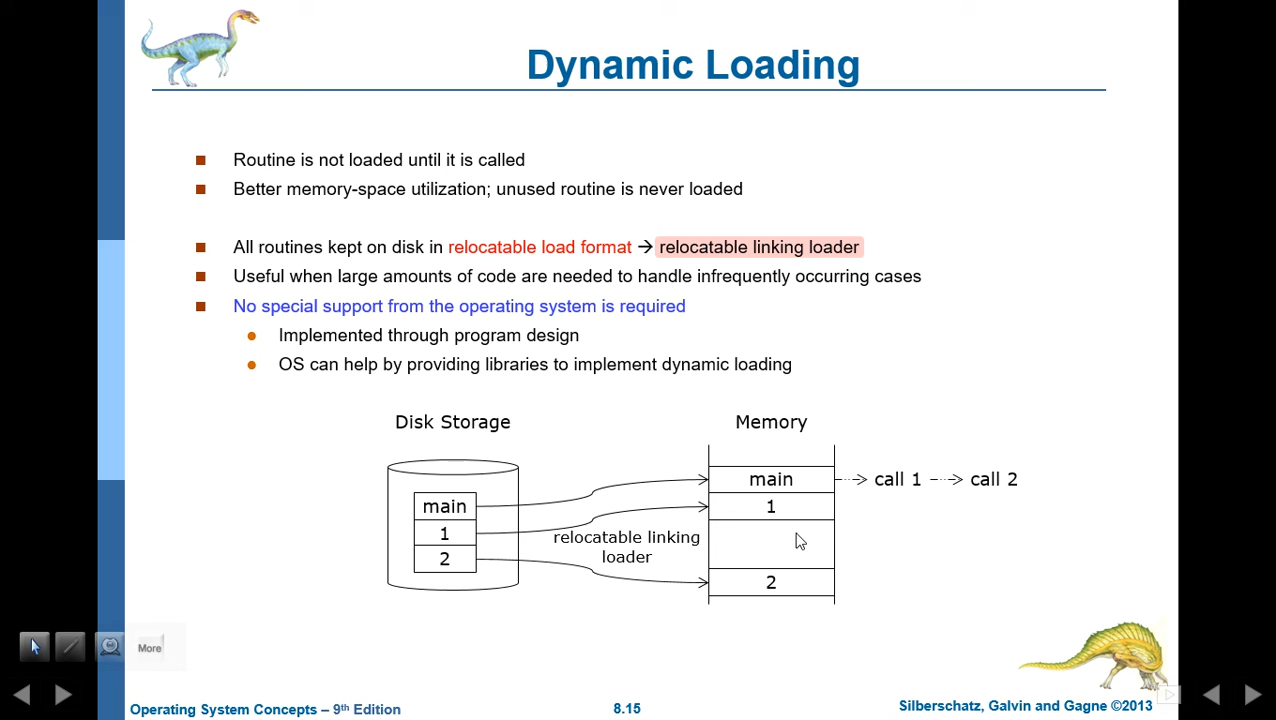 Dynamic Loading
Routine is not loaded until it is called
Better memory-space utilization; unused routine is never loaded
All routines kept on disk in relocatable load format → relocatable linking loader
Useful when large amounts of code are needed to handle infrequently occurring cases
No special support from the operating system is required
Implemented through program design
OS can help by providing libraries to implement dynamic loading
Disk Storage
Memory
main
1
2
relocatable linking
loader
main
1
2
call 1
call 2
More
Operating System Concepts – 9th Edition
8.15
Silberschatz, Galvin and Gagne ©2013